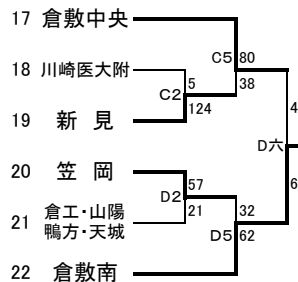 17 倉敷中央
C5 80
18 川崎医大附
5
38
C2
124
4
19 新見
D六
20 笠岡
57
6
D2
21
32
21 倉工・山陽
鴨方・天城
D5 62
22 倉敷南